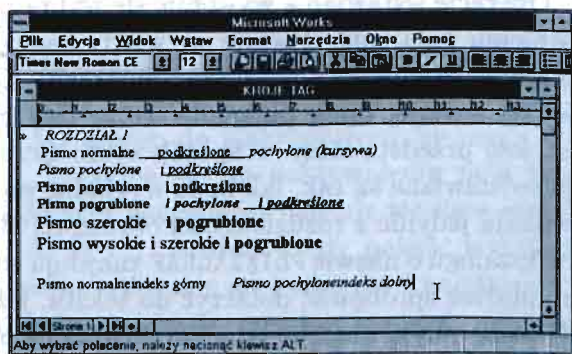 Microsoft Works
Plik Edycja Widok Wstaw Format Narzędzia Okno Pomoc
Times New Roman CE 12 B I U
KROJE.TAG
» ROZDZIAŁ 1
Pismo normalne podkreślone pochylone (kursywa)
Pismo pochylone i podkreślone
Pismo pogrubione i podkreślone
Pismo pogrubione i pochylone i podkreślone
Pismo szerokie i pogrubione
Pismo wysokie i szerokie i pogrubione
Pismo normalneindeks górny Pismo pochyloneindeks dolny
Strona 1
Aby wybrać polecenie, należy nacisnąć klawisz ALT.